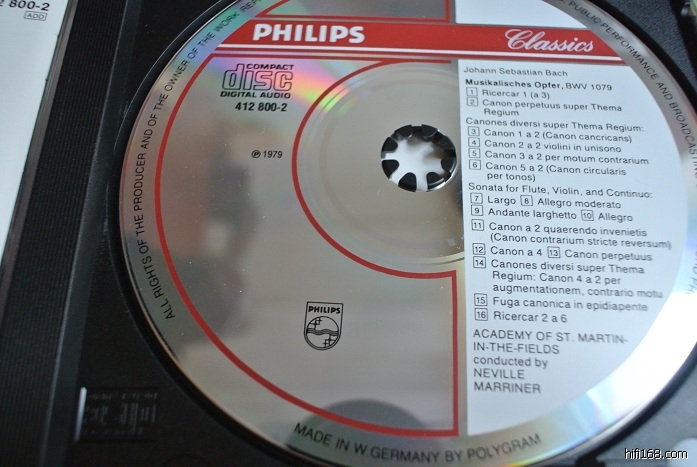 800-2
ADD
ALL RIGHTS OF THE PRODUCER AND OF THE OWNER OF THE WORK
PUBLIC PERFORMANCE AND BROADCASTING
PHILIPS
Classics
COMPACT
disc
DIGITAL AUDIO
412 800-2
℗ 1979
PHILIPS
Johann Sebastian Bach
Musikalisches Opfer, BWV 1079
1 Ricercar 1 (a 3)
2 Canon perpetuus super Thema
Regium
Canones diversi super Thema Regium:
3 Canon 1 a 2 (Canon cancricans)
4 Canon 2 a 2 violini in unisono
5 Canon 3 a 2 per motum contrarium
6 Canon 5 a 2 (Canon circularis
per tonos)
Sonata for Flute, Violin, and Continuo:
7 Largo 8 Allegro moderato
9 Andante larghetto 10 Allegro
11 Canon a 2 quaerendo invenietis
(Canon contrarium stricte reversum)
12 Canon a 4 13 Canon perpetuus
14 Canones diversi super Thema
Regium: Canon 4 a 2 per
augmentationem, contrario motu
15 Fuga canonica in epidiapente
16 Ricercar 2 a 6
ACADEMY OF ST. MARTIN-
IN-THE-FIELDS
conducted by
NEVILLE
MARRINER
MADE IN W. GERMANY BY POLYGRAM
hifi168.com